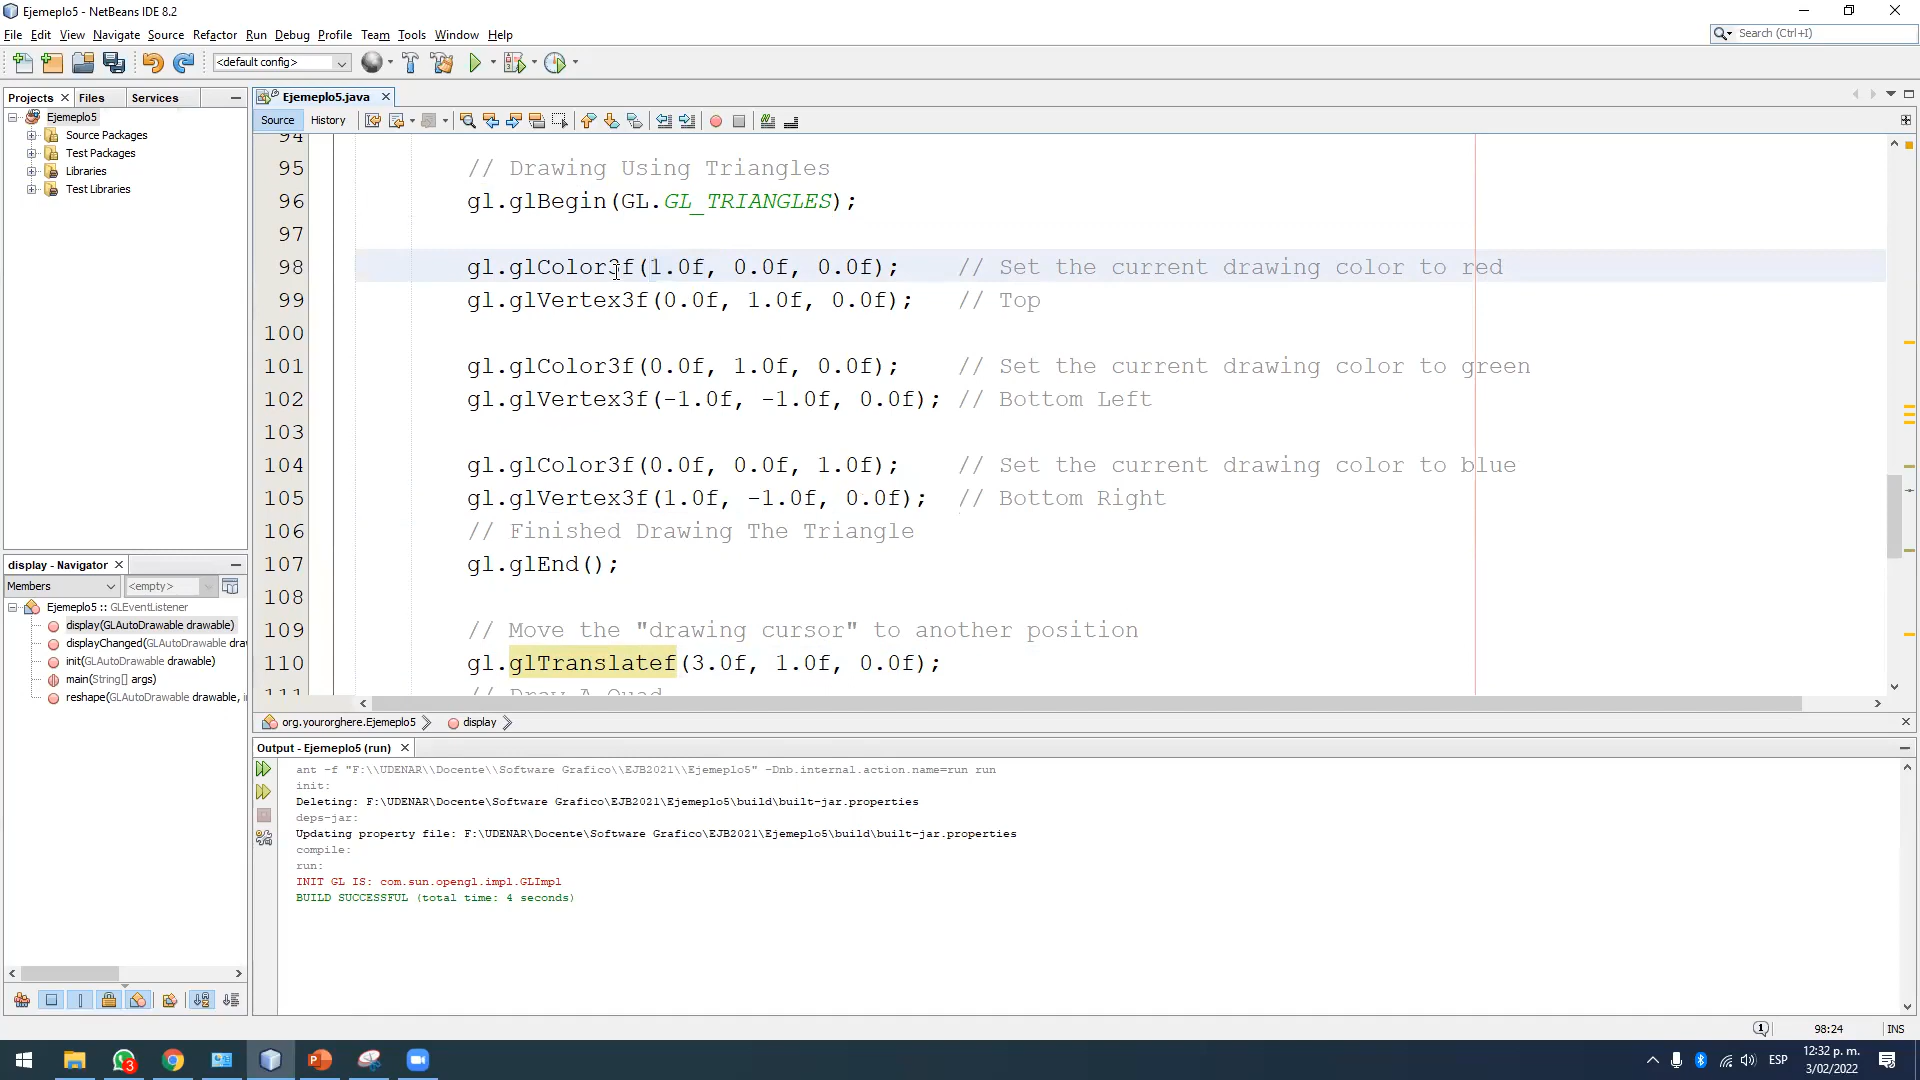 Ejemeplo5 - NetBeans IDE 8.2
File Edit View Navigate Source Refactor Run Debug Profile Team Tools Window Help
Search (Ctrl+I)
<default config>
Projects Files Services
Ejemeplo5
Source Packages
Test Packages
Libraries
Test Libraries
Ejemeplo5.java
Source History
94
95 // Drawing Using Triangles
96 gl.glBegin(GL.GL_TRIANGLES);
97
98 gl.glColor3f(1.0f, 0.0f, 0.0f); // Set the current drawing color to red
99 gl.glVertex3f(0.0f, 1.0f, 0.0f); // Top
100
101 gl.glColor3f(0.0f, 1.0f, 0.0f); // Set the current drawing color to green
102 gl.glVertex3f(-1.0f, -1.0f, 0.0f); // Bottom Left
103
104 gl.glColor3f(0.0f, 0.0f, 1.0f); // Set the current drawing color to blue
105 gl.glVertex3f(1.0f, -1.0f, 0.0f); // Bottom Right
106 // Finished Drawing The Triangle
107 gl.glEnd();
108
109 // Move the "drawing cursor" to another position
110 gl.glTranslatef(3.0f, 1.0f, 0.0f);
111 // Draw A Quad
org.yourorghere.Ejemeplo5 display
display - Navigator
Members <empty>
Ejemeplo5 :: GLEventListener
display(GLAutoDrawable drawable)
displayChanged(GLAutoDrawable dra
init(GLAutoDrawable drawable)
main(String[] args)
reshape(GLAutoDrawable drawable, i
Output - Ejemeplo5 (run)
ant -f "F:\\UDENAR\\Docente\\Software Grafico\\EJB2021\\Ejemeplo5" -Dnb.internal.action.name=run run
init:
Deleting: F:\UDENAR\Docente\Software Grafico\EJB2021\Ejemeplo5\build\built-jar.properties
deps-jar:
Updating property file: F:\UDENAR\Docente\Software Grafico\EJB2021\Ejemeplo5\build\built-jar.properties
compile:
run:
INIT GL IS: com.sun.opengl.impl.GLImpl
BUILD SUCCESSFUL (total time: 4 seconds)
1 98:24 INS
3
ESP
12:32 p. m.
3/02/2022